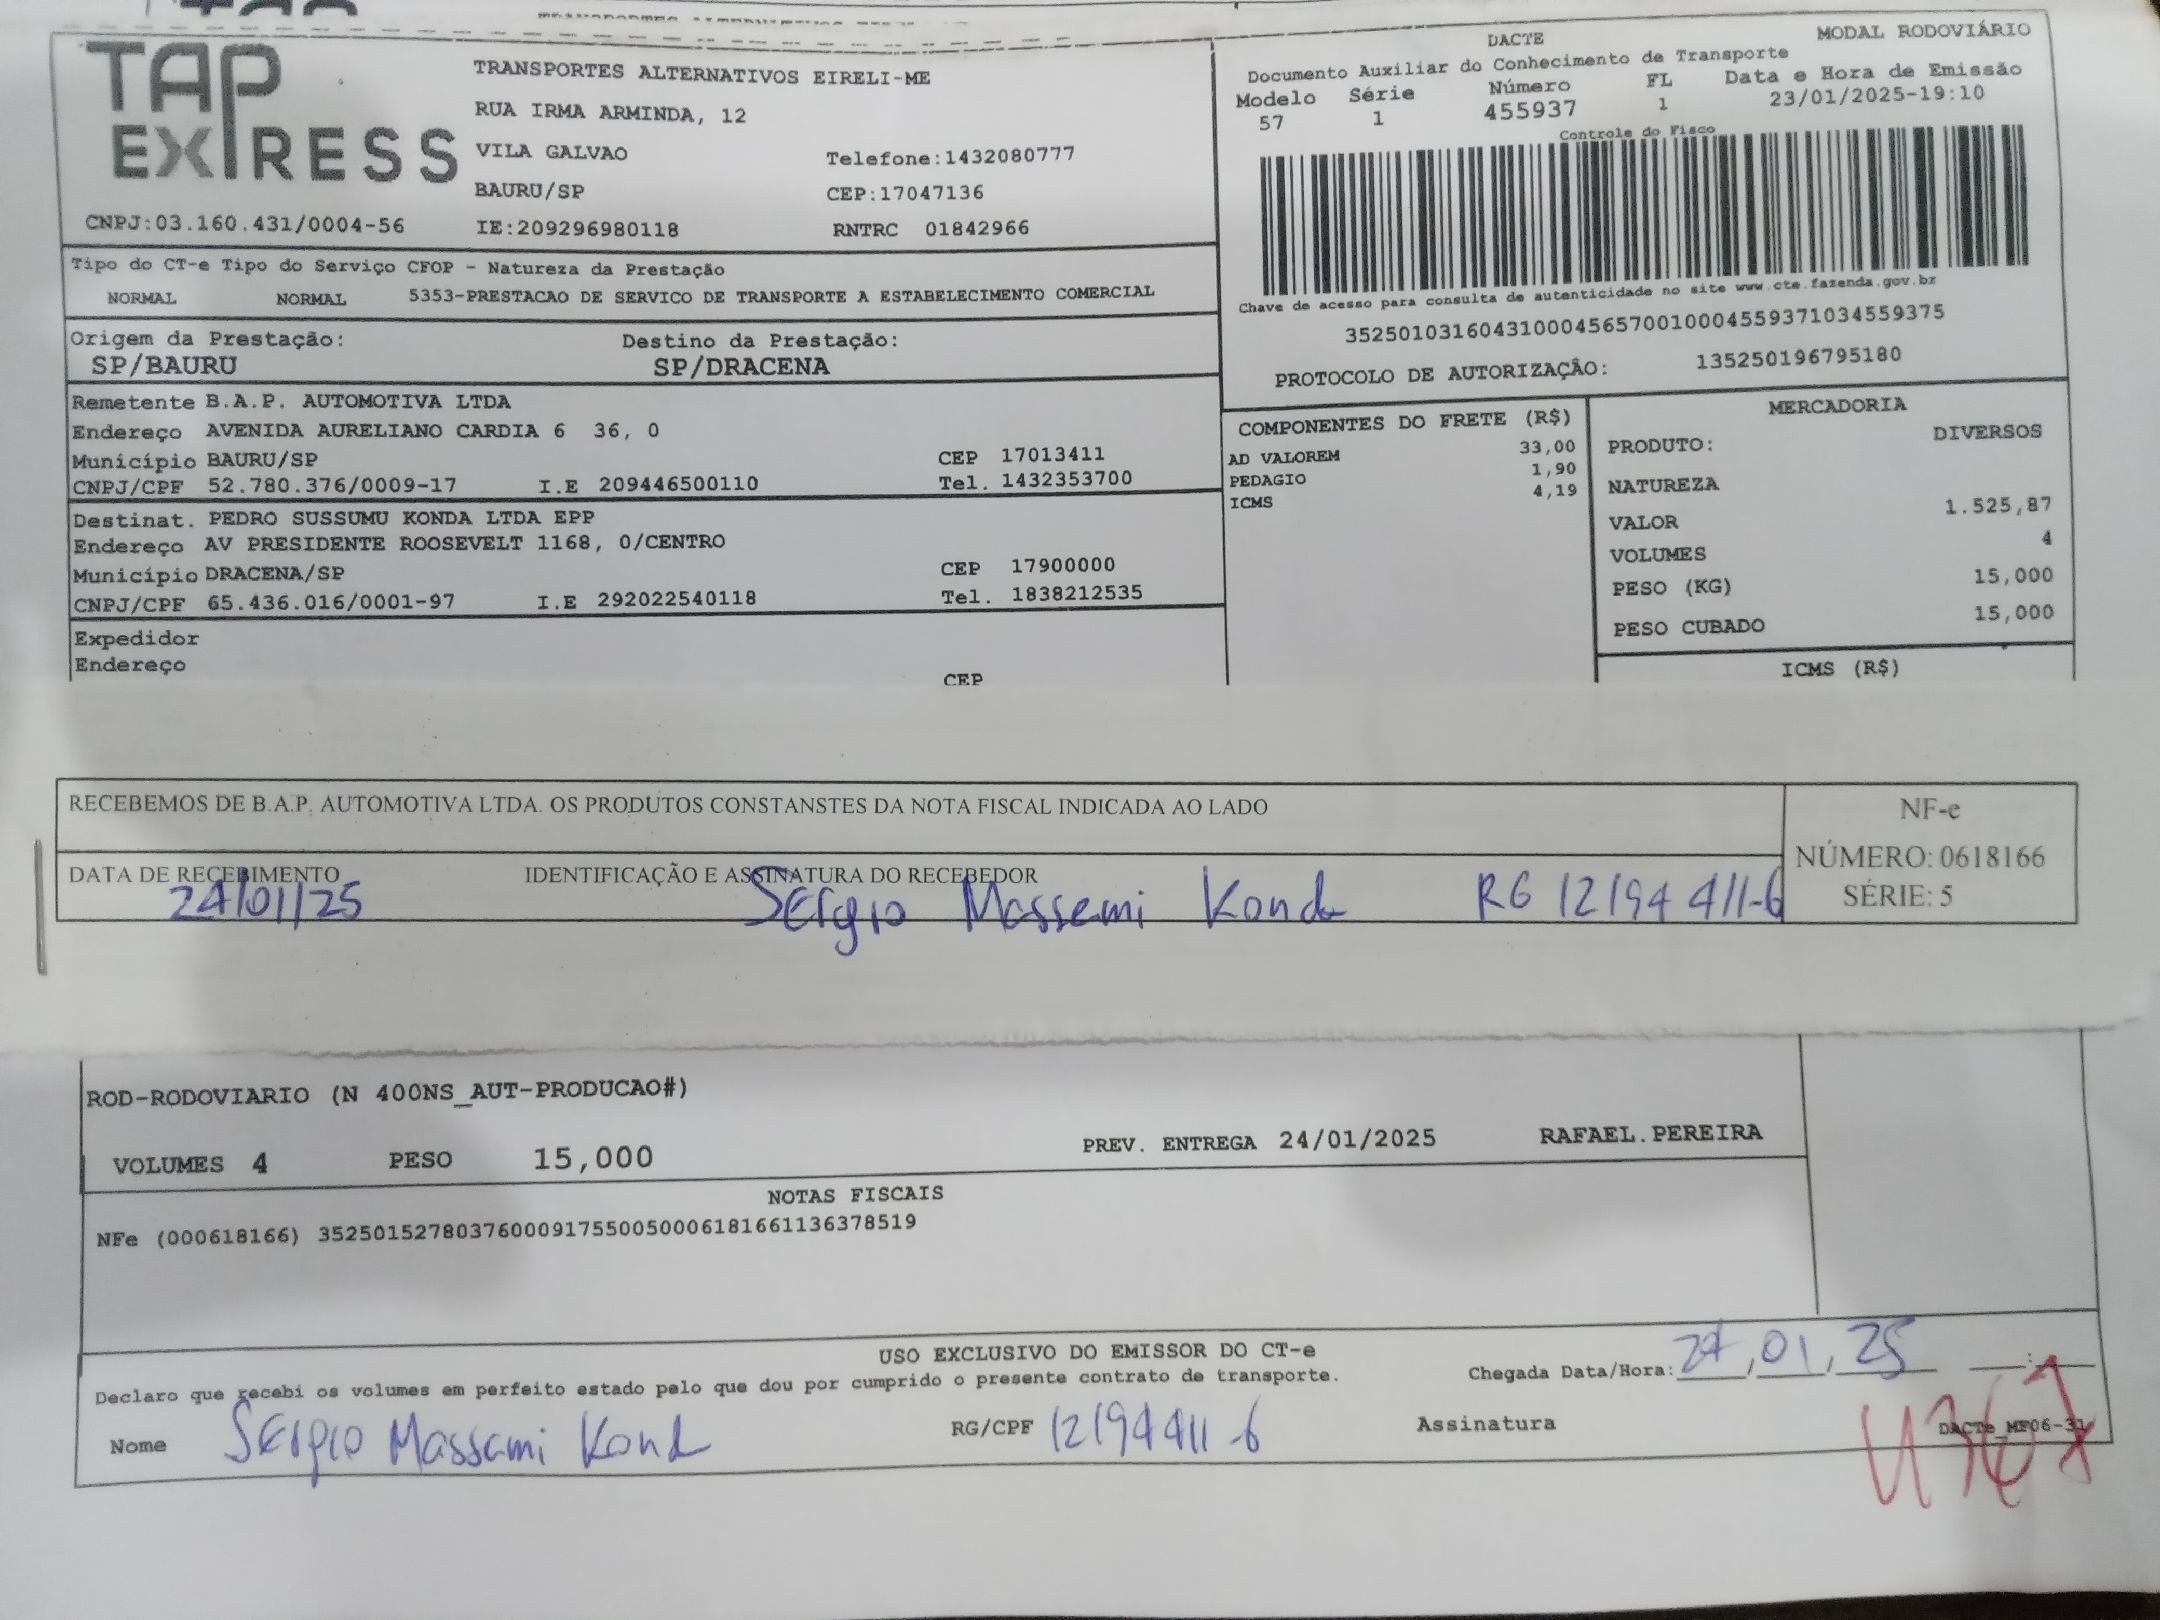 TAP EXPRESS
TRANSPORTES ALTERNATIVOS EIRELI-ME
RUA IRMA ARMINDA, 12
VILA GALVAO Telefone:1432080777
BAURU/SP CEP:17047136
CNPJ:03.160.431/0004-56 IE:209296980118 RNTRC 01842966
DACTE MODAL RODOVIÁRIO
Documento Auxiliar do Conhecimento de Transporte
Modelo Série Número FL Data e Hora de Emissão
57 1 455937 1 23/01/2025-19:10
Controle do Fisco
Chave de acesso para consulta de autenticidade no site www.cte.fazenda.gov.br
35250103160431000456570010004559371034559375
PROTOCOLO DE AUTORIZAÇÃO: 135250196795180
Tipo do CT-e Tipo do Serviço CFOP - Natureza da Prestação
NORMAL NORMAL 5353-PRESTACAO DE SERVICO DE TRANSPORTE A ESTABELECIMENTO COMERCIAL
Origem da Prestação: Destino da Prestação:
SP/BAURU SP/DRACENA
Remetente B.A.P. AUTOMOTIVA LTDA
Endereço AVENIDA AURELIANO CARDIA 6 36, 0
Município BAURU/SP CEP 17013411
CNPJ/CPF 52.780.376/0009-17 I.E 209446500110 Tel. 1432353700
Destinat. PEDRO SUSSUMU KONDA LTDA EPP
Endereço AV PRESIDENTE ROOSEVELT 1168, 0/CENTRO
Município DRACENA/SP CEP 17900000
CNPJ/CPF 65.436.016/0001-97 I.E 292022540118 Tel. 1838212535
Expedidor
Endereço
CEP
COMPONENTES DO FRETE (R$)
AD VALOREM 33,00
PEDAGIO 1,90
ICMS 4,19
MERCADORIA
PRODUTO: DIVERSOS
NATUREZA
VALOR 1.525,87
VOLUMES 4
PESO (KG) 15,000
PESO CUBADO 15,000
ICMS (R$)
RECEBEMOS DE B.A.P. AUTOMOTIVA LTDA. OS PRODUTOS CONSTANSTES DA NOTA FISCAL INDICADA AO LADO
DATA DE RECEBIMENTO IDENTIFICAÇÃO E ASSINATURA DO RECEBEDOR
24/01/25 Sergio Massami Konda RG 12194411-6
NF-e
NÚMERO: 0618166
SÉRIE: 5
ROD-RODOVIARIO (N 400NS_AUT-PRODUCAO#)
VOLUMES 4 PESO 15,000 PREV. ENTREGA 24/01/2025 RAFAEL.PEREIRA
NOTAS FISCAIS
NFe (000618166) 35250152780376000917550050006181661136378519
USO EXCLUSIVO DO EMISSOR DO CT-e
Declaro que recebi os volumes em perfeito estado pelo que dou por cumprido o presente contrato de transporte.
Chegada Data/Hora: 24,01,25 __:__
Nome Sergio Massami Konda RG/CPF 12194411-6 Assinatura
DACTe_MF06-31